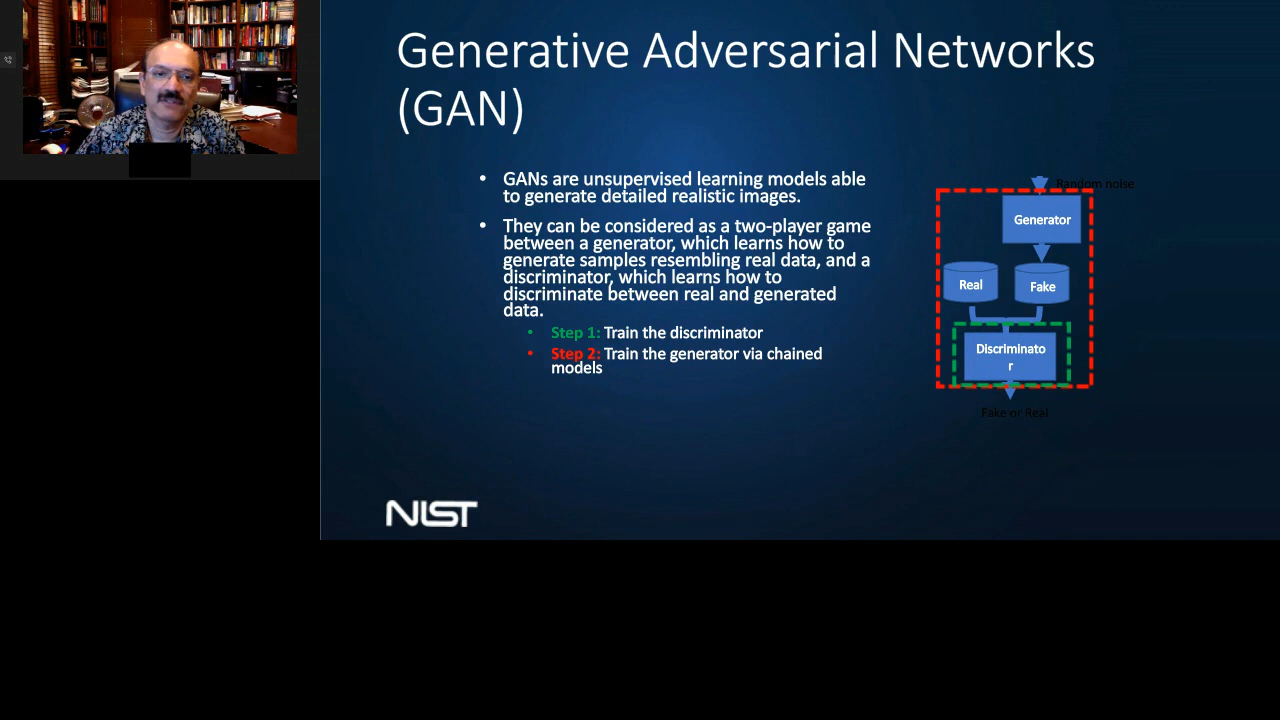 Generative Adversarial Networks
(GAN)
• GANs are unsupervised learning models able
to generate detailed realistic images.
• They can be considered as a two-player game
between a generator, which learns how to
generate samples resembling real data, and a
discriminator, which learns how to
discriminate between real and generated
data.
• Step 1: Train the discriminator
• Step 2: Train the generator via chained
models
Random noise
Generator
Real
Fake
Discriminato
r
Fake or Real
NIST